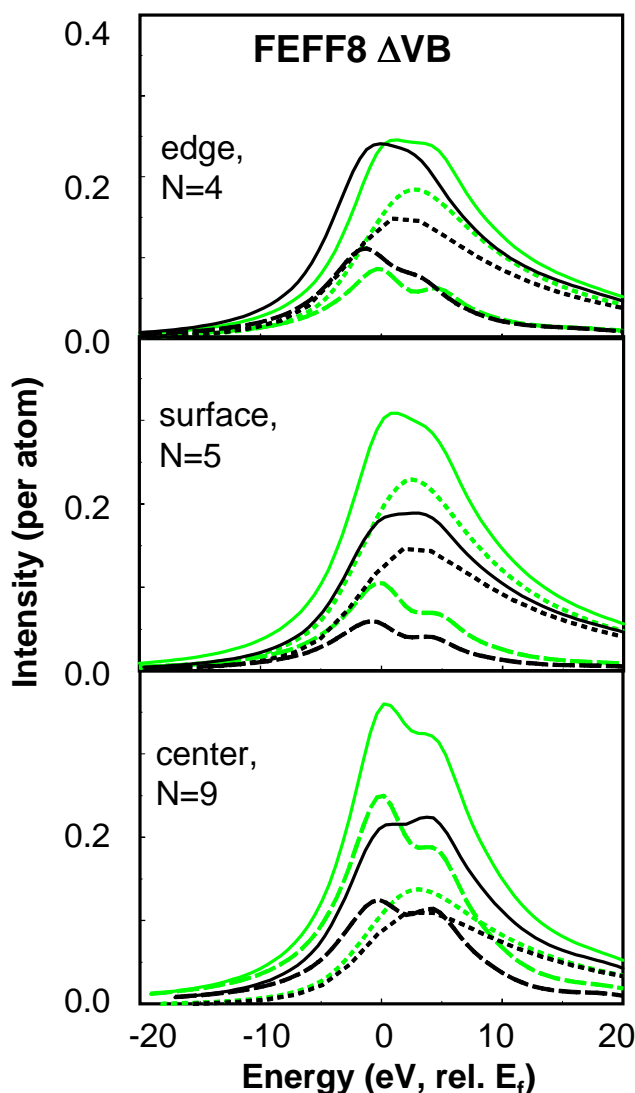 FEFF8 ΔVB
0.4
edge,
N=4
0.2
0.0
surface,
N=5
0.2
0.0
center,
N=9
0.2
0.0
Intensity (per atom)
-20 -10 0 10 20
Energy (eV, rel. E_f)